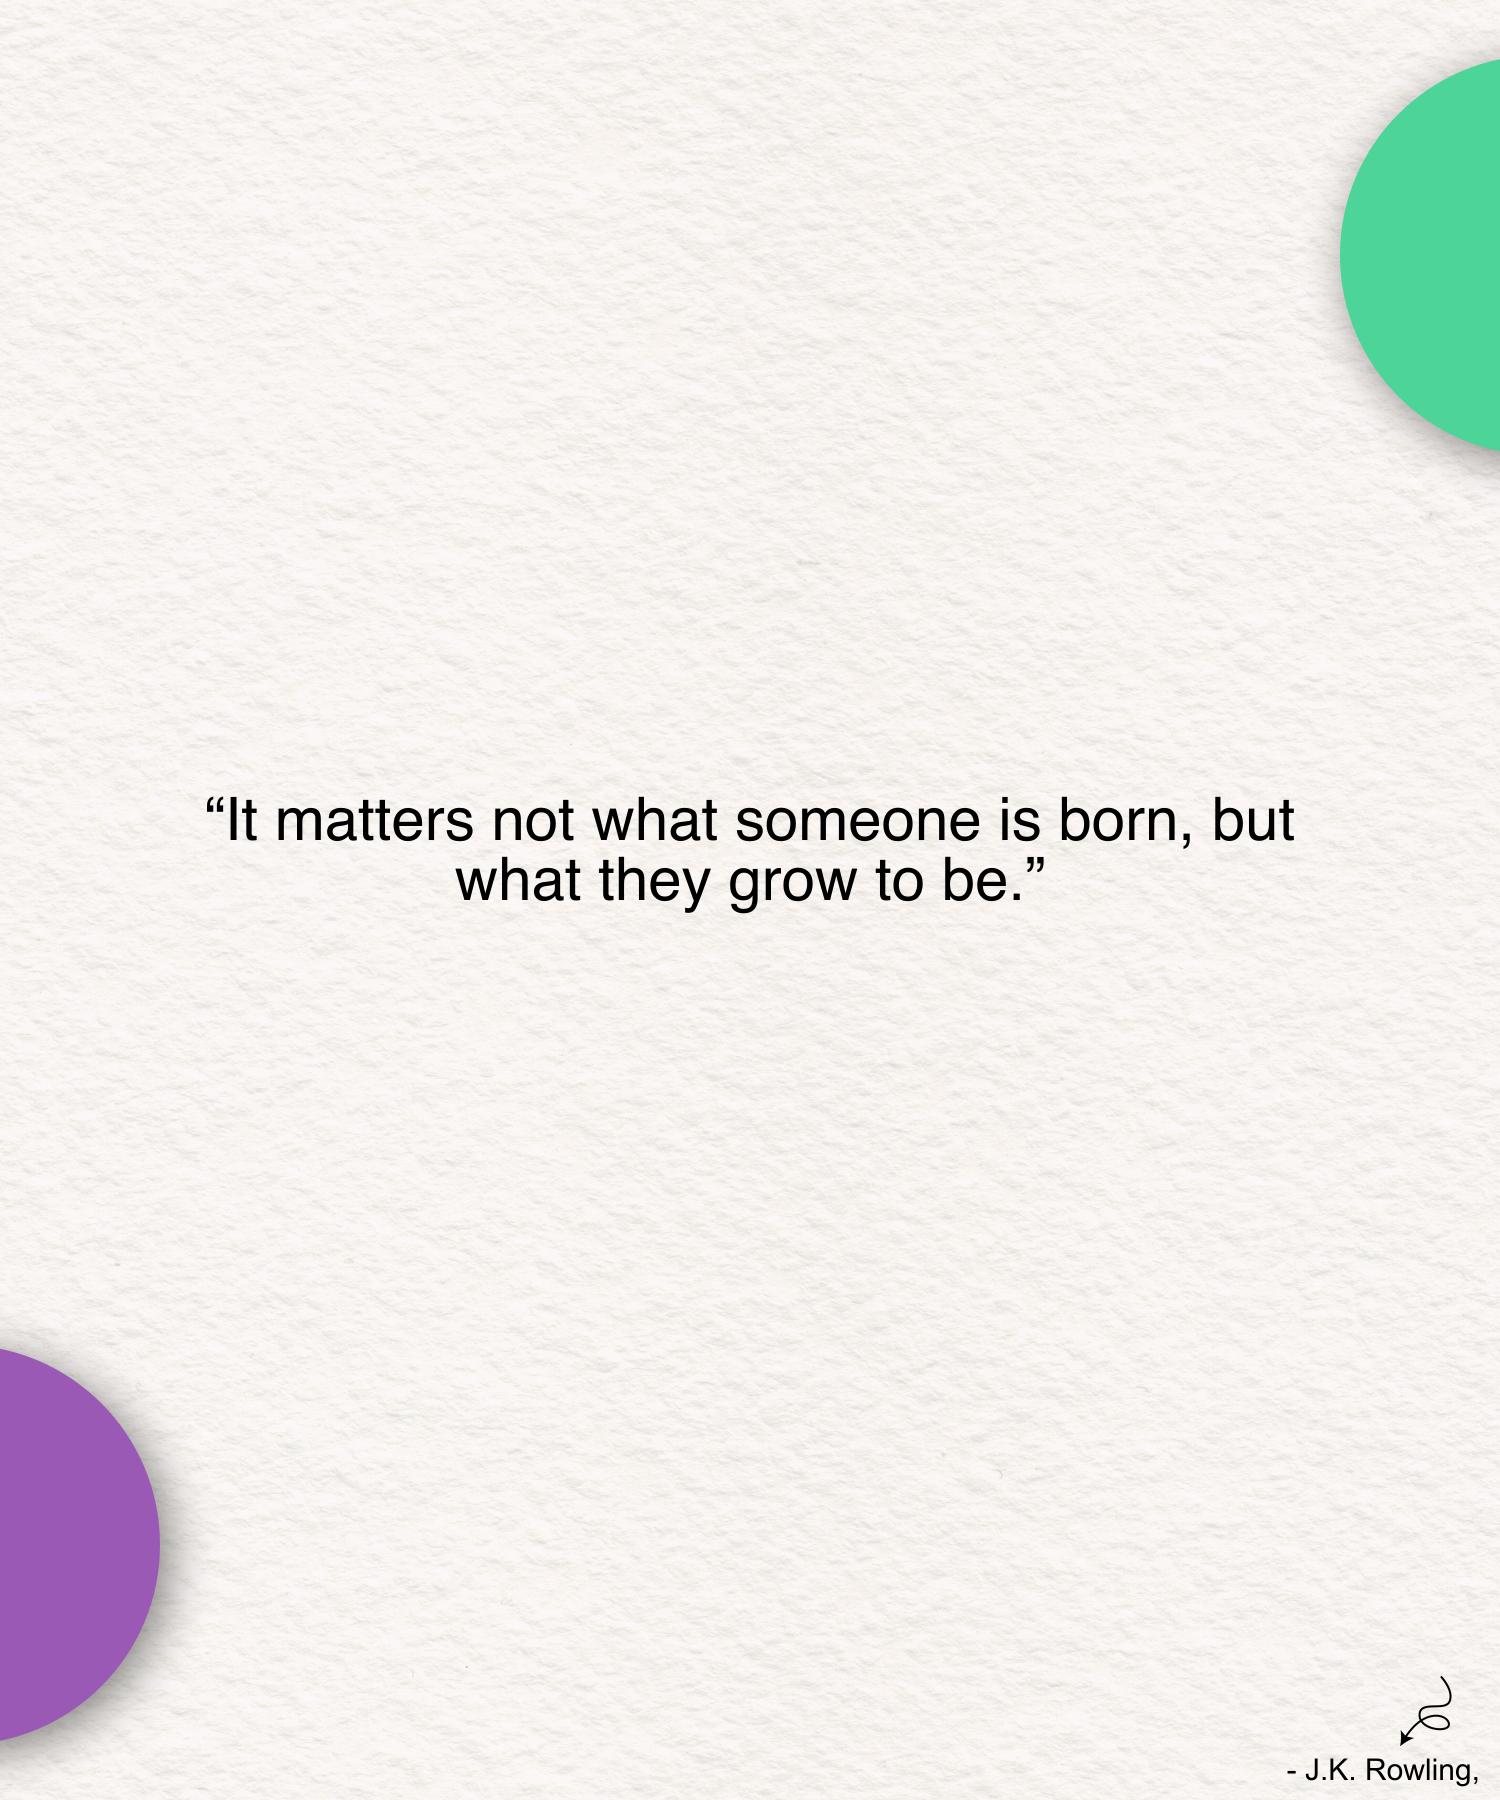 “It matters not what someone is born, but
what they grow to be.”
- J.K. Rowling,